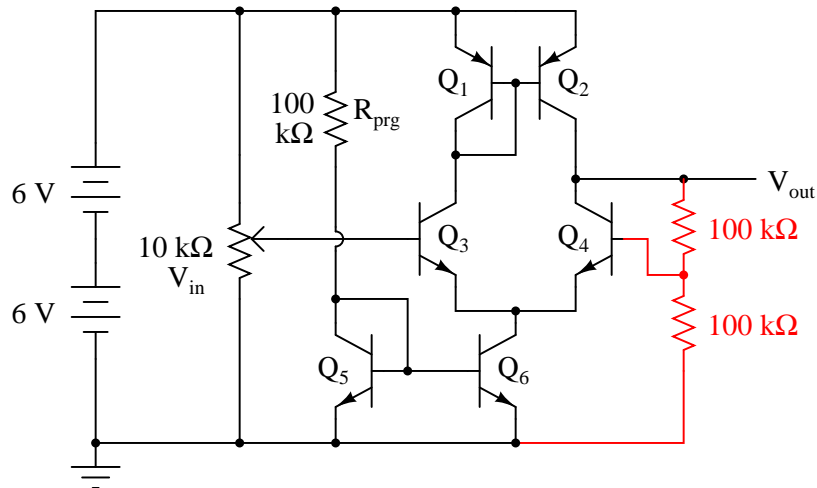 Q1
Q2
100
kΩ
Rprg
6 V
Vout
10 kΩ
Vin
Q3
Q4
100 kΩ
6 V
100 kΩ
Q5
Q6